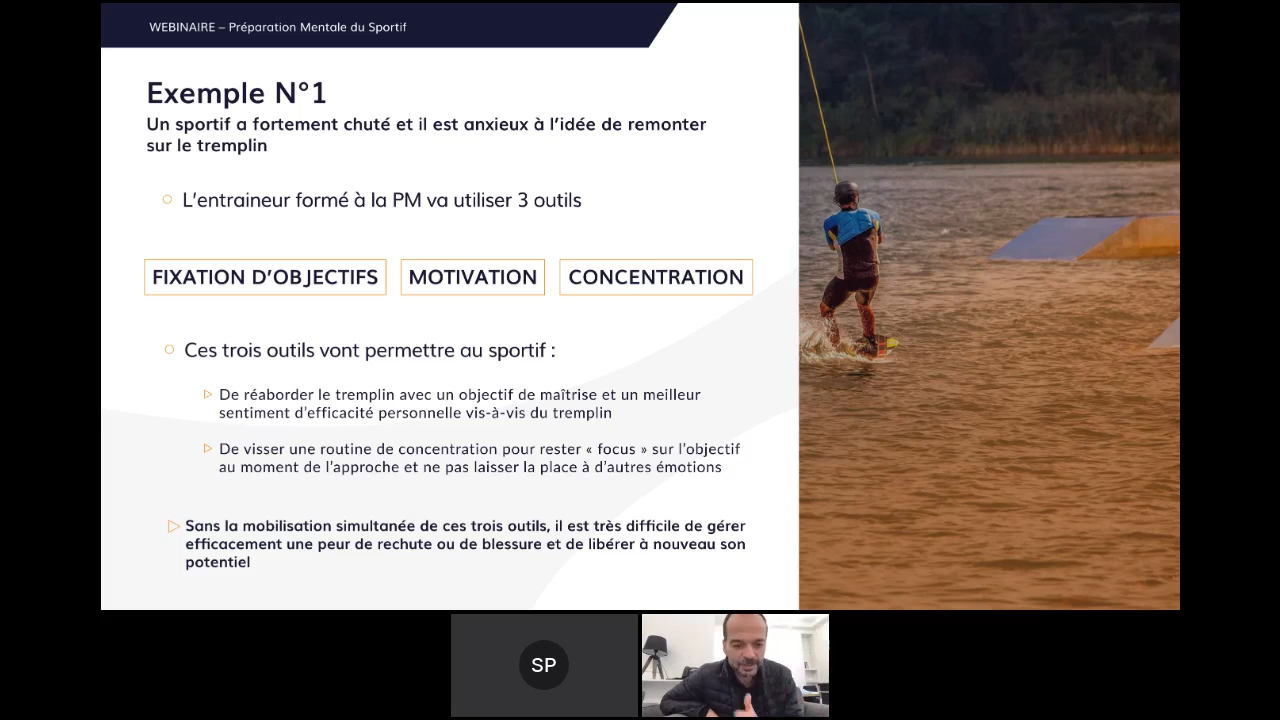 WEBINAIRE – Préparation Mentale du Sportif
Exemple N°1
Un sportif a fortement chuté et il est anxieux à l’idée de remonter
sur le tremplin
L’entraineur formé à la PM va utiliser 3 outils
FIXATION D’OBJECTIFS MOTIVATION CONCENTRATION
Ces trois outils vont permettre au sportif :
De réaborder le tremplin avec un objectif de maîtrise et un meilleur
sentiment d’efficacité personnelle vis-à-vis du tremplin
De visser une routine de concentration pour rester « focus » sur l’objectif
au moment de l’approche et ne pas laisser la place à d’autres émotions
Sans la mobilisation simultanée de ces trois outils, il est très difficile de gérer
efficacement une peur de rechute ou de blessure et de libérer à nouveau son
potentiel
SP